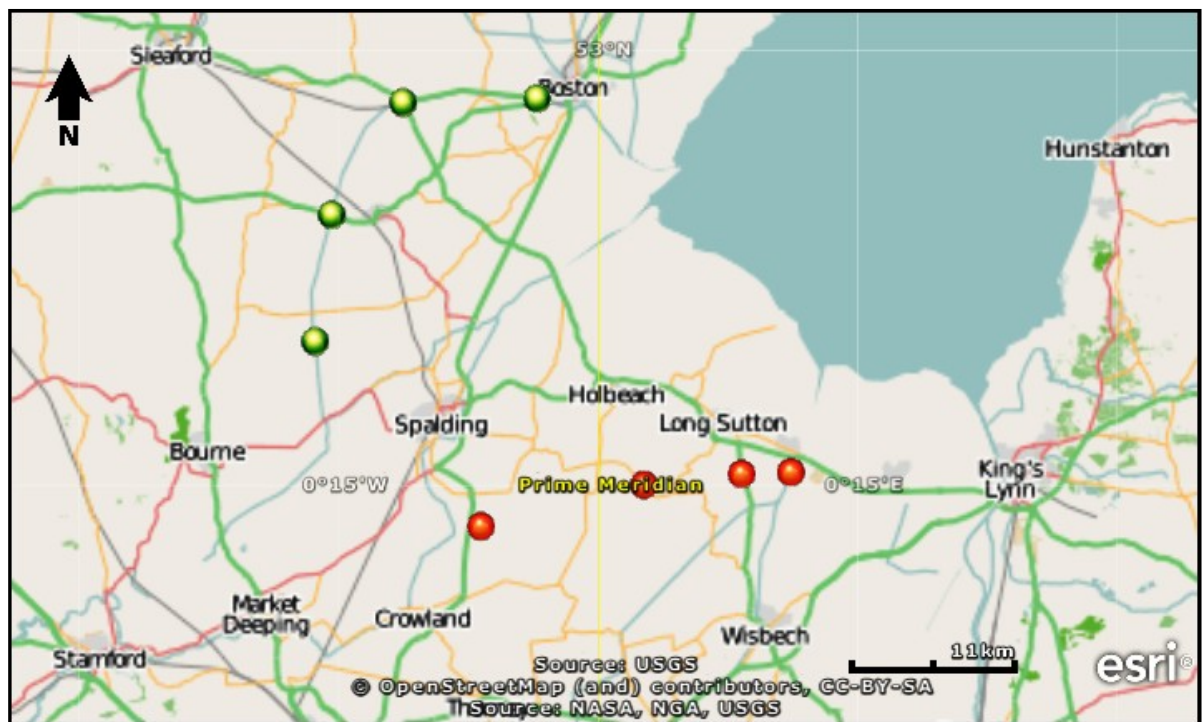 53°N
Sleaford
Boston
N
Hunstanton
Holbeach
Spalding
Long Sutton
Bourne
King's
Lynn
0°15'W
Prime Meridian
0°15'E
Market
Deeping
Crowland
Wisbech
Stamford
11km
Source: USGS
esri®
© OpenStreetMap (and) contributors, CC-BY-SA
Source: NASA, NGA, USGS